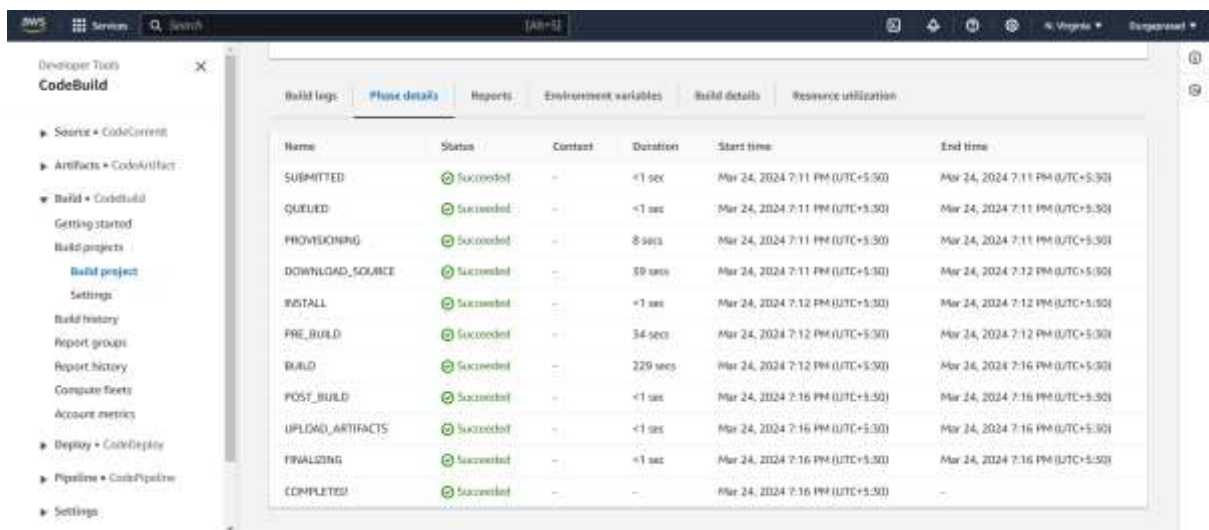 aws Services Search [Alt+S] N. Virginia
Developer Tools
CodeBuild
Source • CodeCommit
Artifacts • CodeArtifact
Build • CodeBuild
Getting started
Build projects
Build project
Settings
Build history
Report groups
Report history
Compute fleets
Account metrics
Deploy • CodeDeploy
Pipeline • CodePipeline
Settings
Build logs Phase details Reports Environment variables Build details Resource utilization
Name Status Context Duration Start time End time
SUBMITTED Succeeded - <1 sec Mar 24, 2024 7:11 PM (UTC+5:30) Mar 24, 2024 7:11 PM (UTC+5:30)
QUEUED Succeeded - <1 sec Mar 24, 2024 7:11 PM (UTC+5:30) Mar 24, 2024 7:11 PM (UTC+5:30)
PROVISIONING Succeeded - 8 secs Mar 24, 2024 7:11 PM (UTC+5:30) Mar 24, 2024 7:11 PM (UTC+5:30)
DOWNLOAD_SOURCE Succeeded - secs Mar 24, 2024 7:11 PM (UTC+5:30) Mar 24, 2024 7:12 PM (UTC+5:30)
INSTALL Succeeded - <1 sec Mar 24, 2024 7:12 PM (UTC+5:30) Mar 24, 2024 7:12 PM (UTC+5:30)
PRE_BUILD Succeeded - 34 secs Mar 24, 2024 7:12 PM (UTC+5:30) Mar 24, 2024 7:12 PM (UTC+5:30)
BUILD Succeeded - 229 secs Mar 24, 2024 7:12 PM (UTC+5:30) Mar 24, 2024 7:16 PM (UTC+5:30)
POST_BUILD Succeeded - <1 sec Mar 24, 2024 7:16 PM (UTC+5:30) Mar 24, 2024 7:16 PM (UTC+5:30)
UPLOAD_ARTIFACTS Succeeded - <1 sec Mar 24, 2024 7:16 PM (UTC+5:30) Mar 24, 2024 7:16 PM (UTC+5:30)
FINALIZING Succeeded - <1 sec Mar 24, 2024 7:16 PM (UTC+5:30) Mar 24, 2024 7:16 PM (UTC+5:30)
COMPLETED Succeeded - - Mar 24, 2024 7:16 PM (UTC+5:30) -